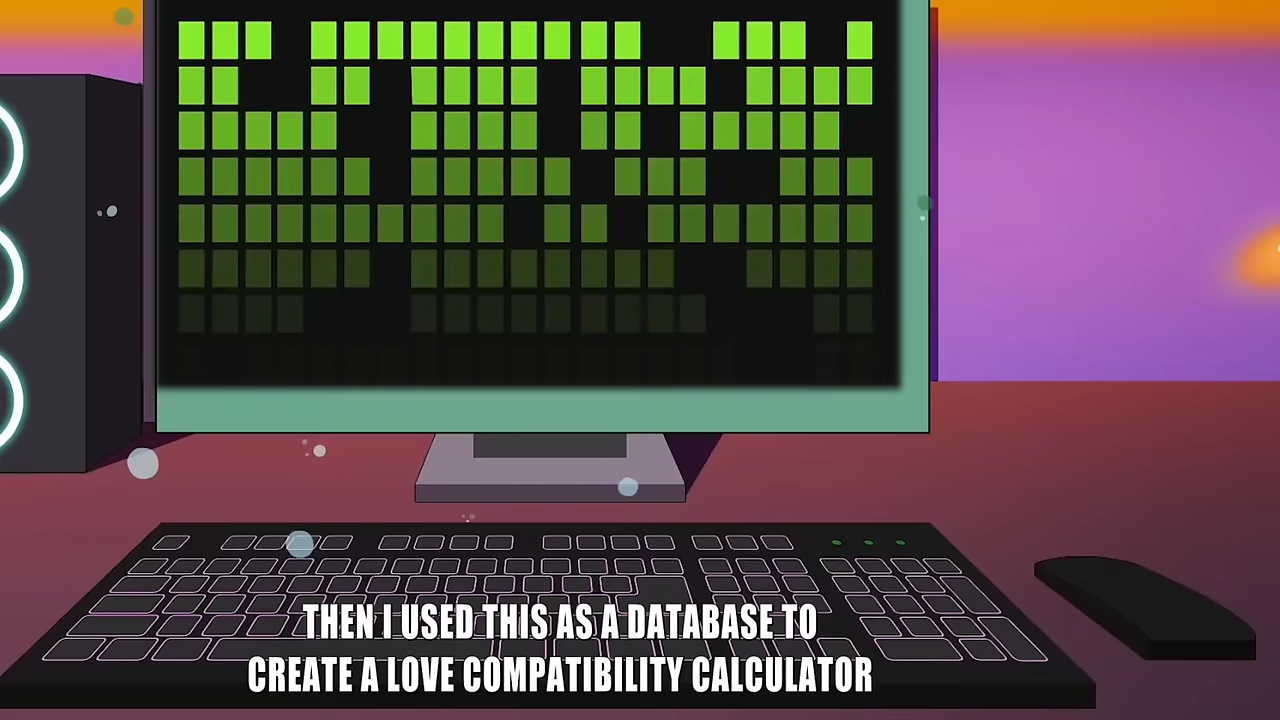 THEN I USED THIS AS A DATABASE TO
CREATE A LOVE COMPATIBILITY CALCULATOR